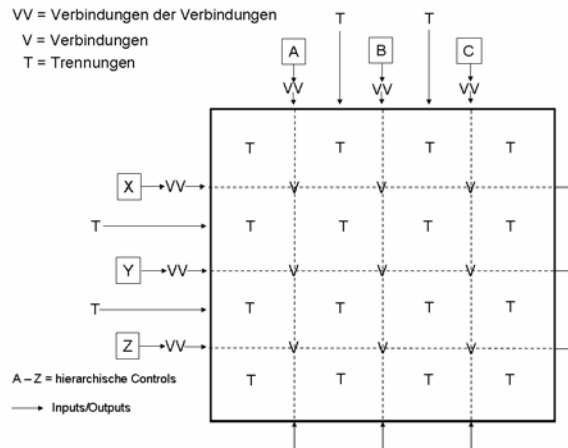 VV = Verbindungen der Verbindungen
V = Verbindungen
T = Trennungen
T T
A B C
VV VV VV
T T T T
X VV V V V
T T T T T
Y VV V V V
T T T T T
Z VV V V V
A – Z = hierarchische Controls
T T T T
Inputs/Outputs